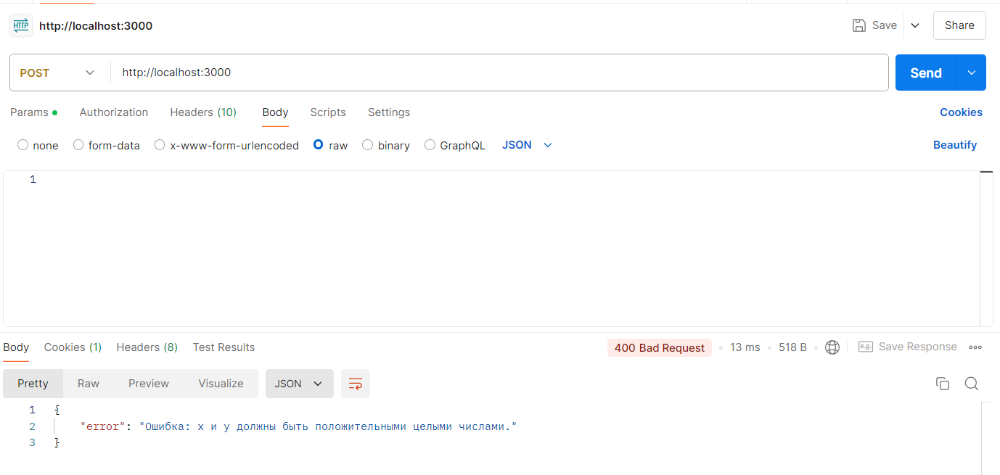 HTTP http://localhost:3000 Save Share
POST http://localhost:3000 Send
Params Authorization Headers (10) Body Scripts Settings Cookies
none form-data x-www-form-urlencoded raw binary GraphQL JSON Beautify
1
Body Cookies (1) Headers (8) Test Results 400 Bad Request 13 ms 518 B e.g. Save Response
Pretty Raw Preview Visualize JSON
1 {
2 "error": "Ошибка: x и y должны быть положительными целыми числами."
3 }